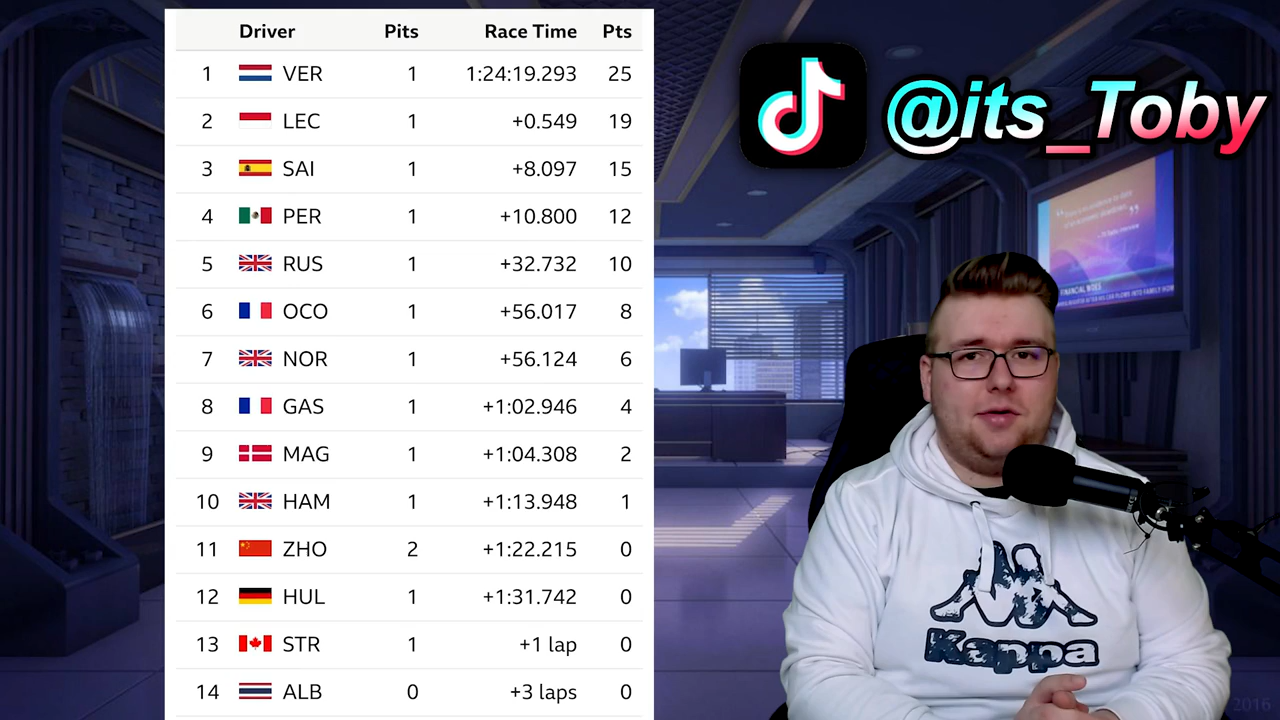 Driver Pits Race Time Pts
1 VER 1 1:24:19.293 25
2 LEC 1 +0.549 19
3 SAI 1 +8.097 15
4 PER 1 +10.800 12
5 RUS 1 +32.732 10
6 OCO 1 +56.017 8
7 NOR 1 +56.124 6
8 GAS 1 +1:02.946 4
9 MAG 1 +1:04.308 2
10 HAM 1 +1:13.948 1
11 ZHO 2 +1:22.215 0
12 HUL 1 +1:31.742 0
13 STR 1 +1 lap 0
14 ALB 0 +3 laps 0
@its_Toby
FINANCIAL WOES
Kappa
2016